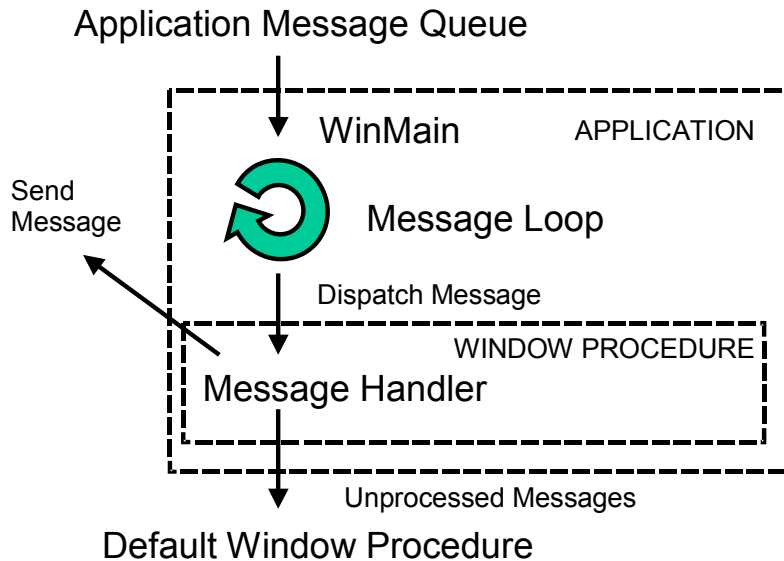 Application Message Queue
WinMain
APPLICATION
Send
Message
Message Loop
Dispatch Message
WINDOW PROCEDURE
Message Handler
Unprocessed Messages
Default Window Procedure